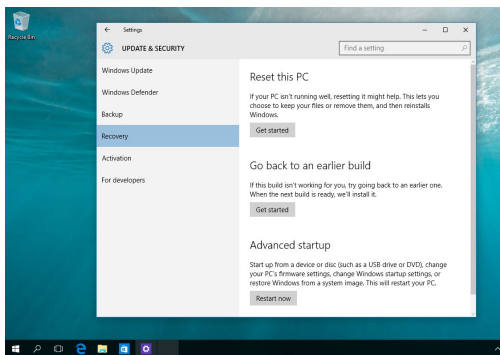 Recycle Bin
Settings
UPDATE & SECURITY
Find a setting
Windows Update
Windows Defender
Backup
Recovery
Activation
For developers
Reset this PC
If your PC isn't running well, resetting it might help. This lets you
choose to keep your files or remove them, and then reinstalls
Windows.
Get started
Go back to an earlier build
If this build isn't working for you, try going back to an earlier one.
When the next build is ready, we'll install it.
Get started
Advanced startup
Start up from a device or disc (such as a USB drive or DVD), change
your PC's firmware settings, change Windows startup settings, or
restore Windows from a system image. This will restart your PC.
Restart now